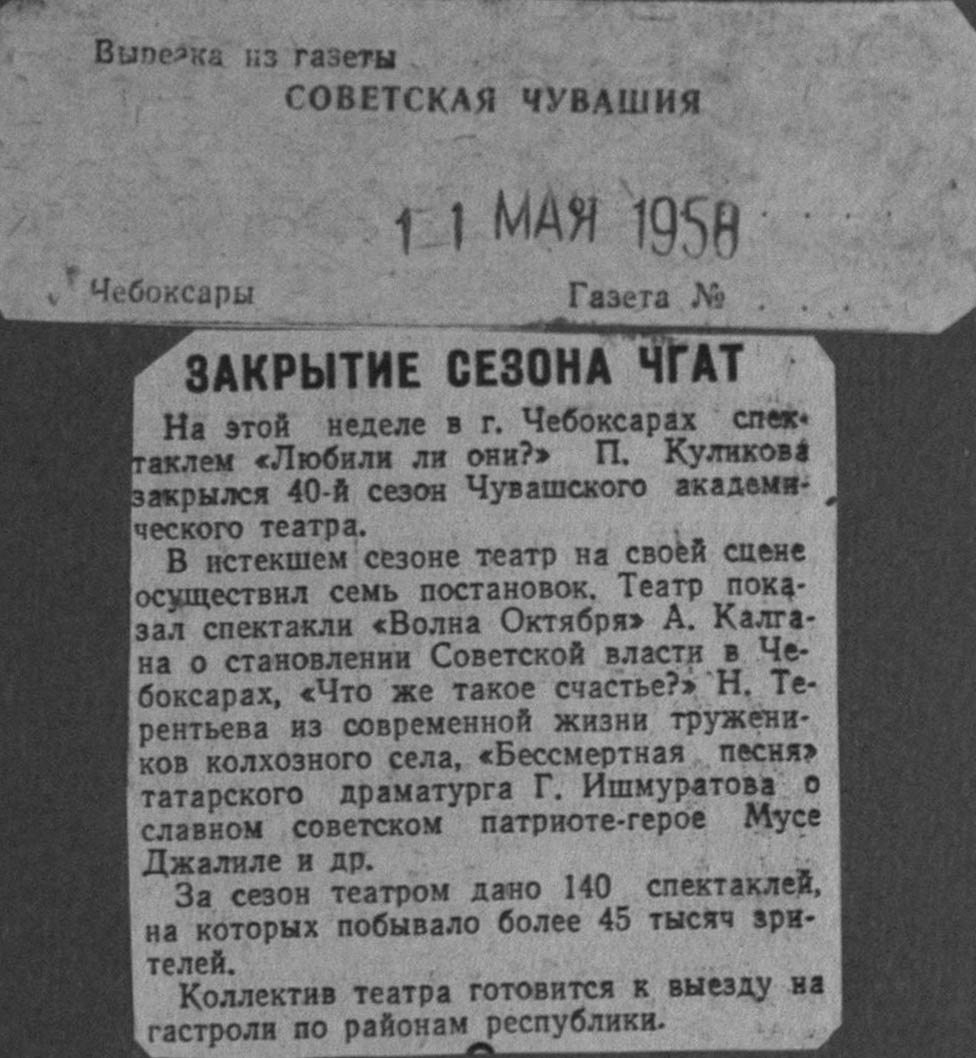 Вырезка из газеты
СОВЕТСКАЯ ЧУВАШИЯ
11 МАЯ 1958
Чебоксары Газета № . . . .
ЗАКРЫТИЕ СЕЗОНА ЧГАТ
На этой неделе в г. Чебоксарах спек-
таклем «Любили ли они?» П. Куликова
закрылся 40-й сезон Чувашского академи-
ческого театра.
В истекшем сезоне театр на своей сцене
осуществил семь постановок. Театр пока-
зал спектакли «Волна Октября» А. Калга-
на о становлении Советской власти в Че-
боксарах, «Что же такое счастье?» Н. Те-
рентьева из современной жизни тружени-
ков колхозного села, «Бессмертная песня»
татарского драматурга Г. Ишмуратова о
славном советском патриоте-герое Мусе
Джалиле и др.
За сезон театром дано 140 спектаклей,
на которых побывало более 45 тысяч зри-
телей.
Коллектив театра готовится к выезду на
гастроли по районам республики.